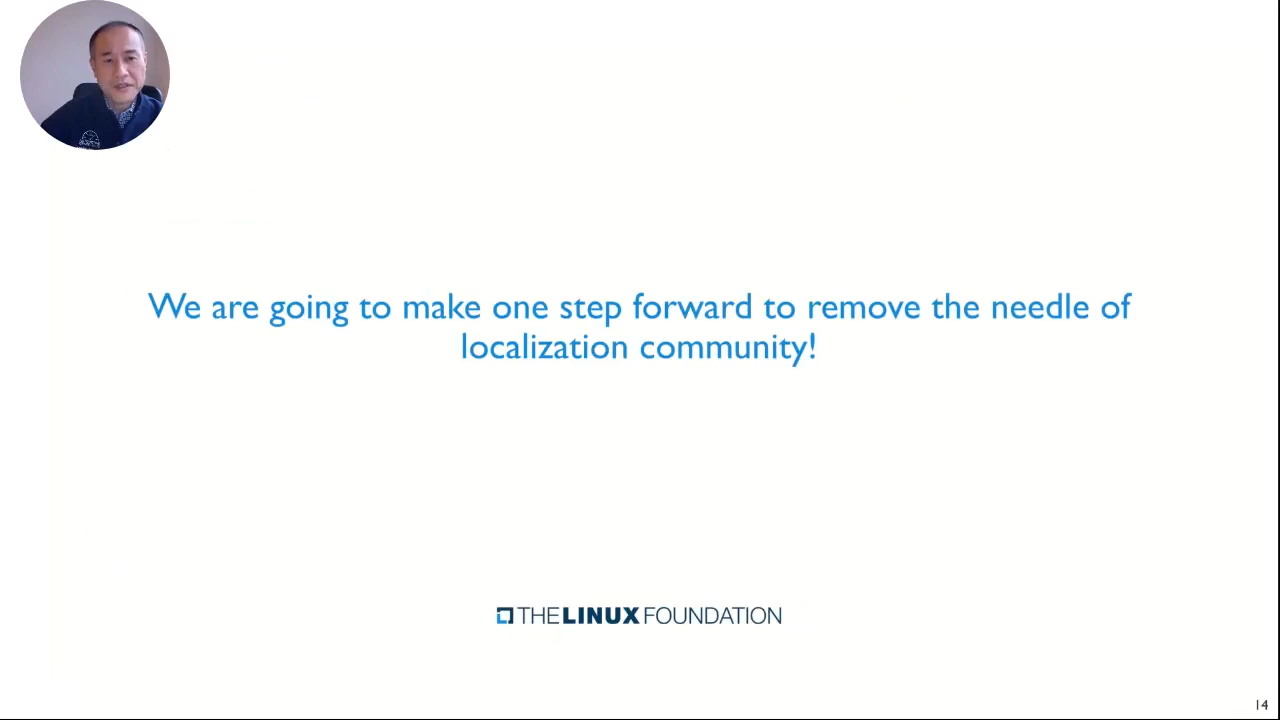 We are going to make one step forward to remove the needle of
localization community!
THE LINUX FOUNDATION
14